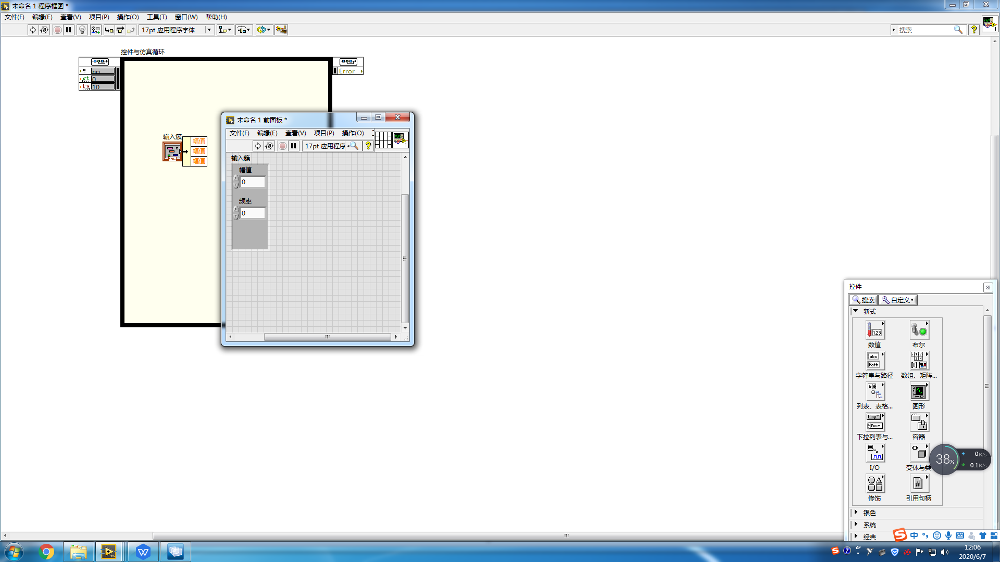 未命名 1 程序框图 *
文件(F) 编辑(E) 查看(V) 项目(P) 操作(O) 工具(T) 窗口(W) 帮助(H)
17pt 应用程序字体
搜索
?
1
控件与仿真循环
?!
no
0
10
Error
输入簇
幅值
幅值
幅值
未命名 1 前面板 *
文件(F) 编辑(E) 查看(V) 项目(P) 操作(O)
17pt 应用程序
?
1
输入簇
幅值
0
频率
0
控件
搜索 自定义
新式
1.23
数值 布尔
abc
Path
字符串与路径 数组、矩阵...
列表、表格... 图形
Ring
Enum
下拉列表与... 容器
I/O 变体与类
#
修饰 引用句柄
银色
系统
经典
38%
0K/s
0.1K/s
中
12:06
2020/6/7